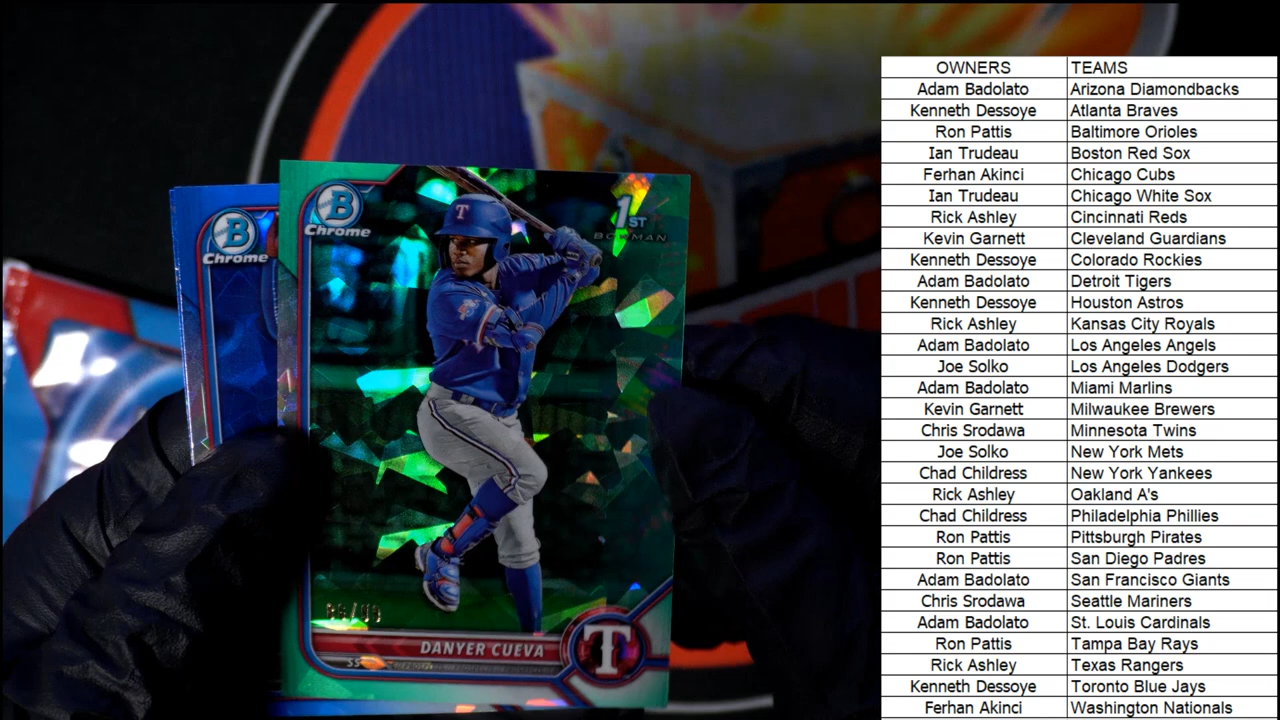 B
Chrome
B
Chrome
1ST
BOWMAN
T
DANYER CUEVA
SS
T
OWNERS TEAMS
Adam Badolato Arizona Diamondbacks
Kenneth Dessoye Atlanta Braves
Ron Pattis Baltimore Orioles
Ian Trudeau Boston Red Sox
Ferhan Akinci Chicago Cubs
Ian Trudeau Chicago White Sox
Rick Ashley Cincinnati Reds
Kevin Garnett Cleveland Guardians
Kenneth Dessoye Colorado Rockies
Adam Badolato Detroit Tigers
Kenneth Dessoye Houston Astros
Rick Ashley Kansas City Royals
Adam Badolato Los Angeles Angels
Joe Solko Los Angeles Dodgers
Adam Badolato Miami Marlins
Kevin Garnett Milwaukee Brewers
Chris Srodawa Minnesota Twins
Joe Solko New York Mets
Chad Childress New York Yankees
Rick Ashley Oakland A's
Chad Childress Philadelphia Phillies
Ron Pattis Pittsburgh Pirates
Ron Pattis San Diego Padres
Adam Badolato San Francisco Giants
Chris Srodawa Seattle Mariners
Adam Badolato St. Louis Cardinals
Ron Pattis Tampa Bay Rays
Rick Ashley Texas Rangers
Kenneth Dessoye Toronto Blue Jays
Ferhan Akinci Washington Nationals